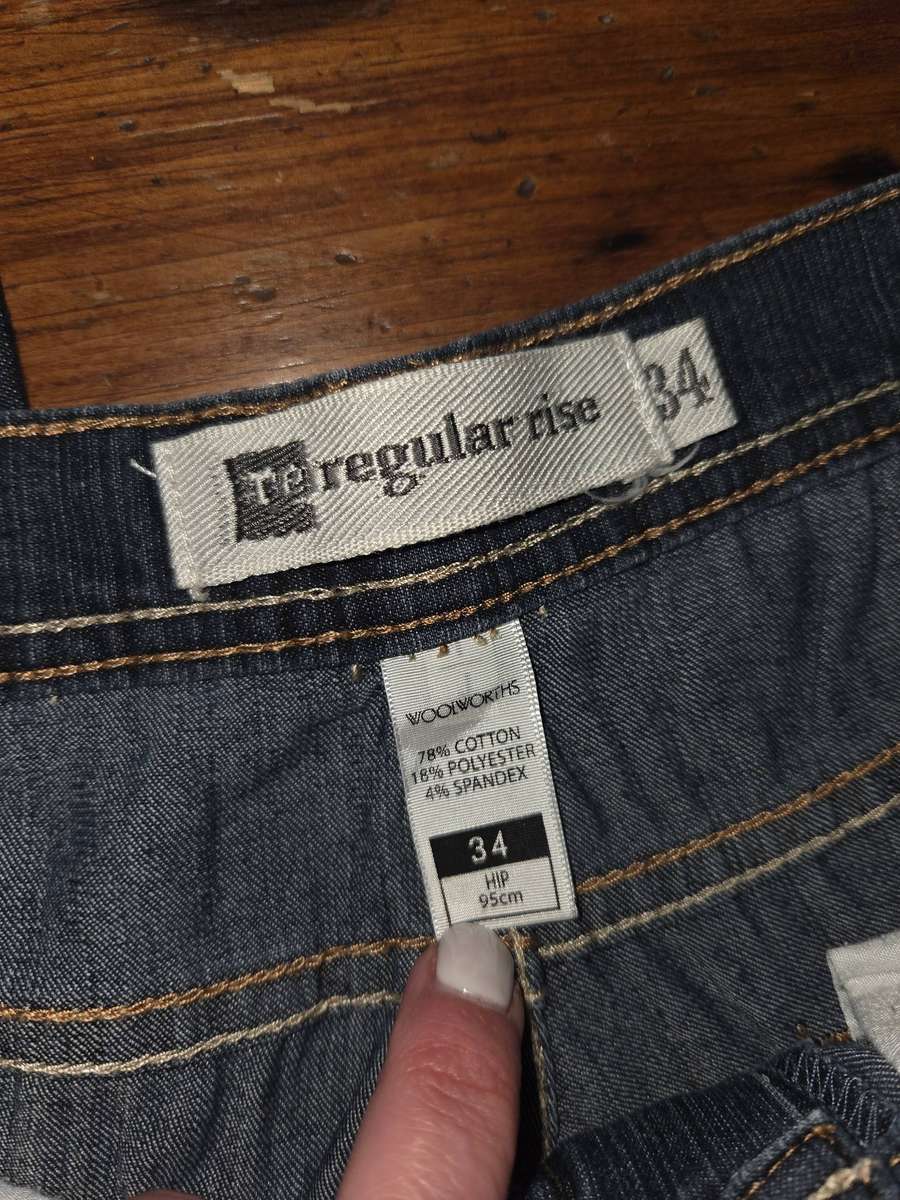 RE regular rise
34
WOOLWORTHS
78% COTTON
18% POLYESTER
4% SPANDEX
34
HIP
95cm